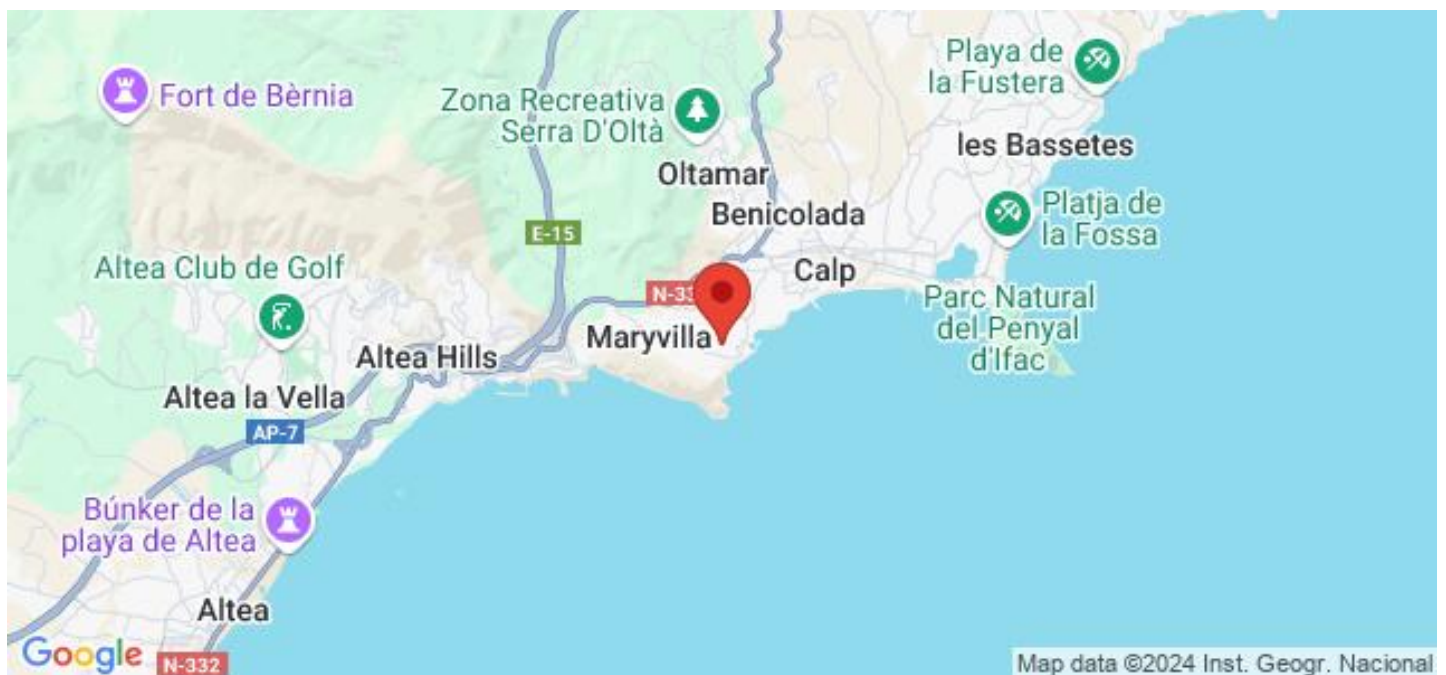 Playa de
la Fustera
Fort de Bèrnia
Zona Recreativa
Serra D'Oltà
les Bassetes
Oltamar
Benicolada
Platja de
la Fossa
E-15
Altea Club de Golf
Calp
Parc Natural
del Penyal
d'Ifac
Maryvilla
Altea Hills
Altea la Vella
AP-7
Búnker de la
playa de Altea
Altea
Google
N-332
Map data ©2024 Inst. Geogr. Nacional